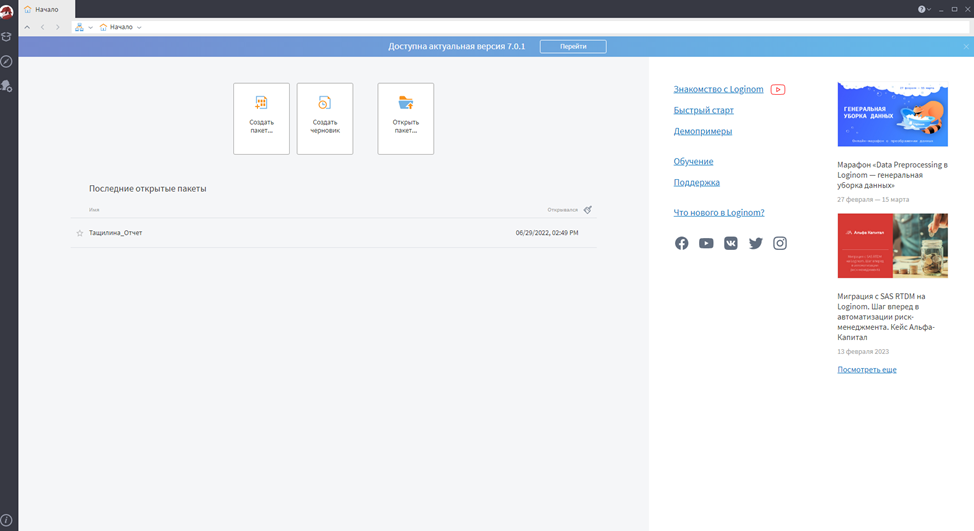 Начало
Начало
Доступна актуальная версия 7.0.1
Перейти
Создать
пакет...
Создать
черновик
Открыть
пакет...
Последние открытые пакеты
Имя
Открывался
Тащилина_Отчет
06/29/2022, 02:49 PM
Знакомство с Loginom
Быстрый старт
Демопримеры
Обучение
Поддержка
Что нового в Loginom?
ГЕНЕРАЛЬНАЯ
УБОРКА ДАННЫХ
Марафон «Data Preprocessing в
Loginom — генеральная
уборка данных»
27 февраля — 15 марта
Альфа Капитал
Миграция с SAS RTDM на
Loginom. Шаг вперед в
автоматизации риск-
менеджмента. Кейс Альфа-
Капитал
13 февраля 2023
Посмотреть еще